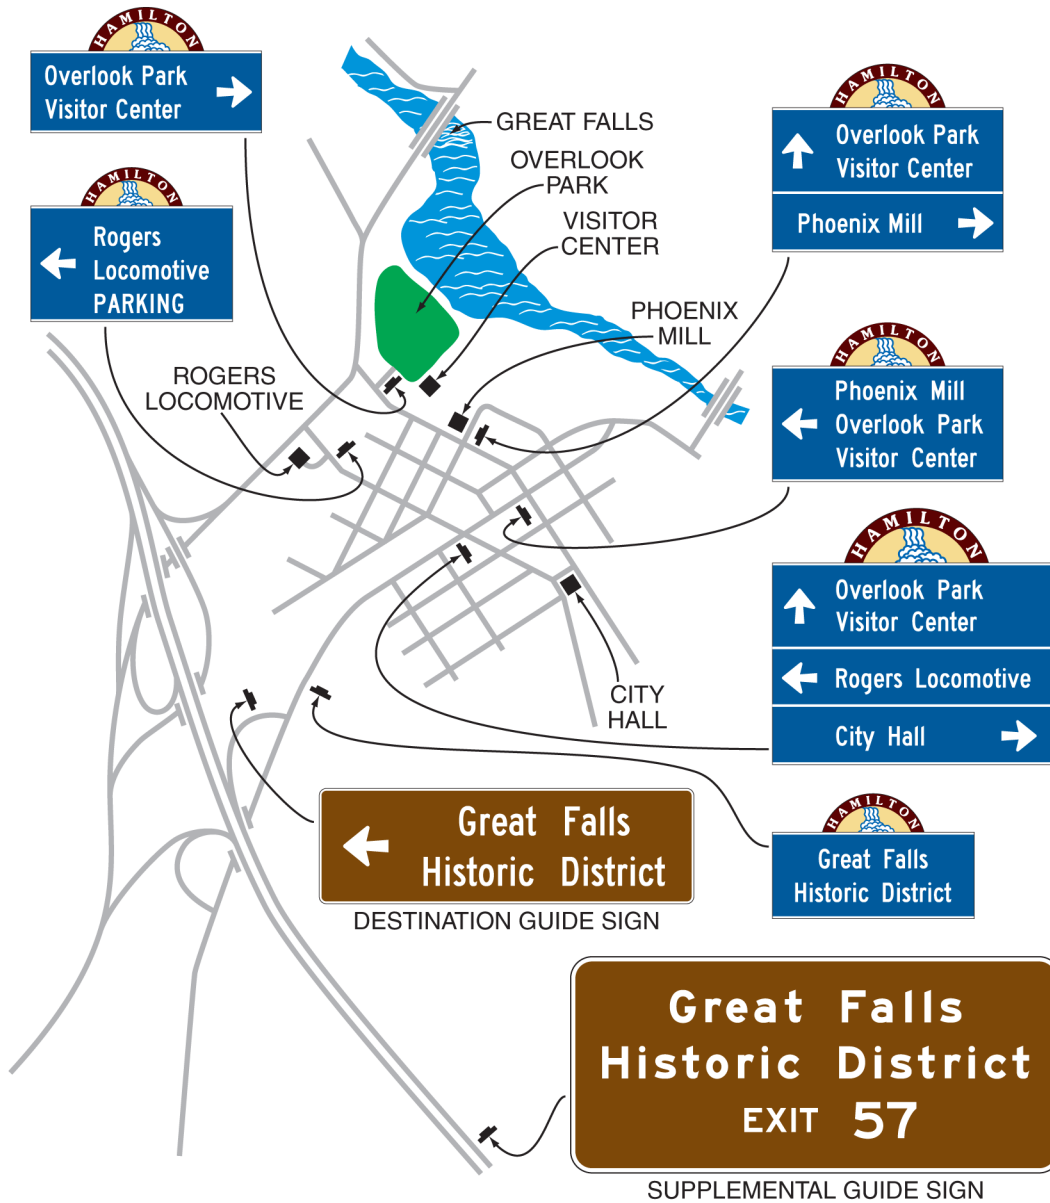 HAMILTON
Overlook Park
Visitor Center
HAMILTON
Rogers
Locomotive
PARKING
GREAT FALLS
OVERLOOK
PARK
VISITOR
CENTER
PHOENIX
MILL
ROGERS
LOCOMOTIVE
HAMILTON
Overlook Park
Visitor Center
Phoenix Mill
HAMILTON
Phoenix Mill
Overlook Park
Visitor Center
HAMILTON
Overlook Park
Visitor Center
Rogers Locomotive
City Hall
CITY
HALL
HAMILTON
Great Falls
Historic District
Great Falls
Historic District
DESTINATION GUIDE SIGN
Great Falls
Historic District
EXIT 57
SUPPLEMENTAL GUIDE SIGN